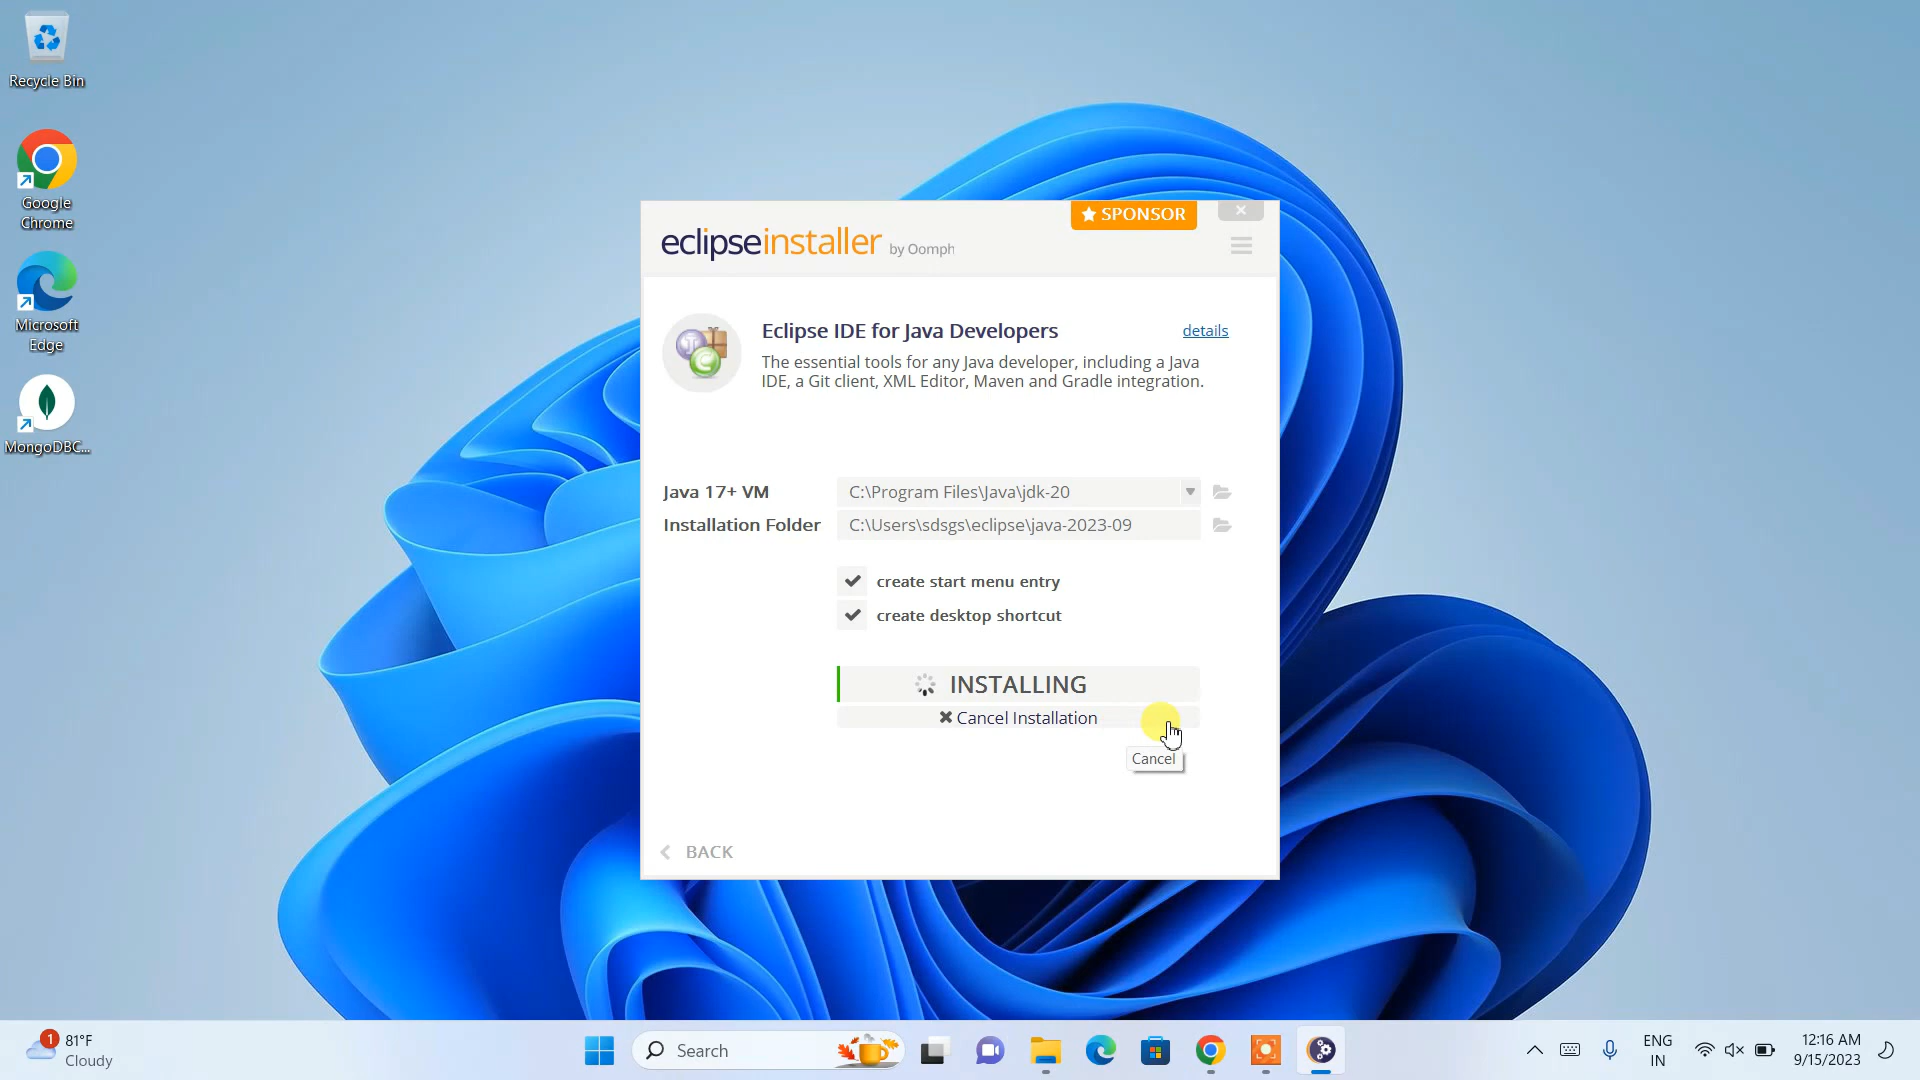 Recycle Bin
Google
Chrome
Microsoft
Edge
MongoDBC...
SPONSOR
eclipseinstaller by Oomph
Eclipse IDE for Java Developers
details
The essential tools for any Java developer, including a Java
IDE, a Git client, XML Editor, Maven and Gradle integration.
Java 17+ VM
C:\Program Files\Java\jdk-20
Installation Folder
C:\Users\sdsgs\eclipse\java-2023-09
create start menu entry
create desktop shortcut
INSTALLING
Cancel Installation
Cancel
BACK
1
81°F
Cloudy
Search
ENG
IN
12:16 AM
9/15/2023